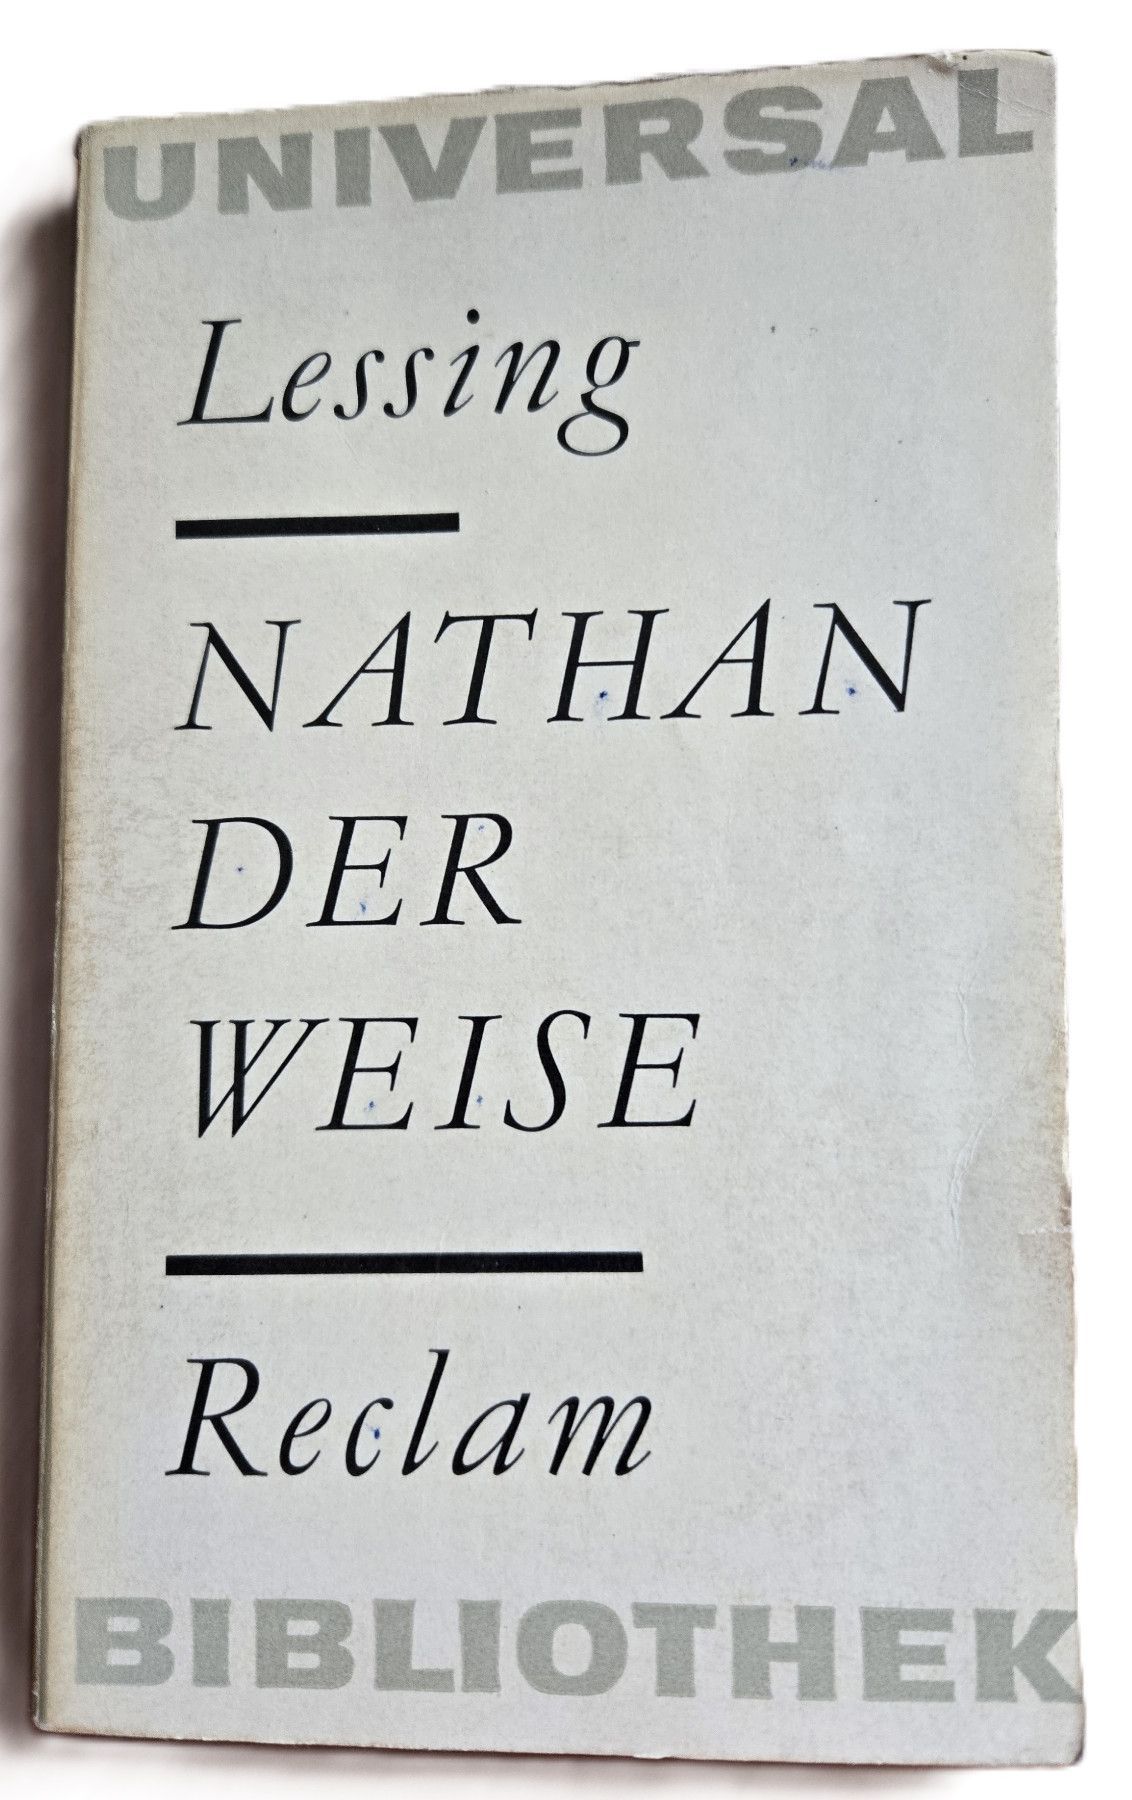 UNIVERSAL
Lessing
NATHAN
DER
WEISE
Reclam
BIBLIOTHEK